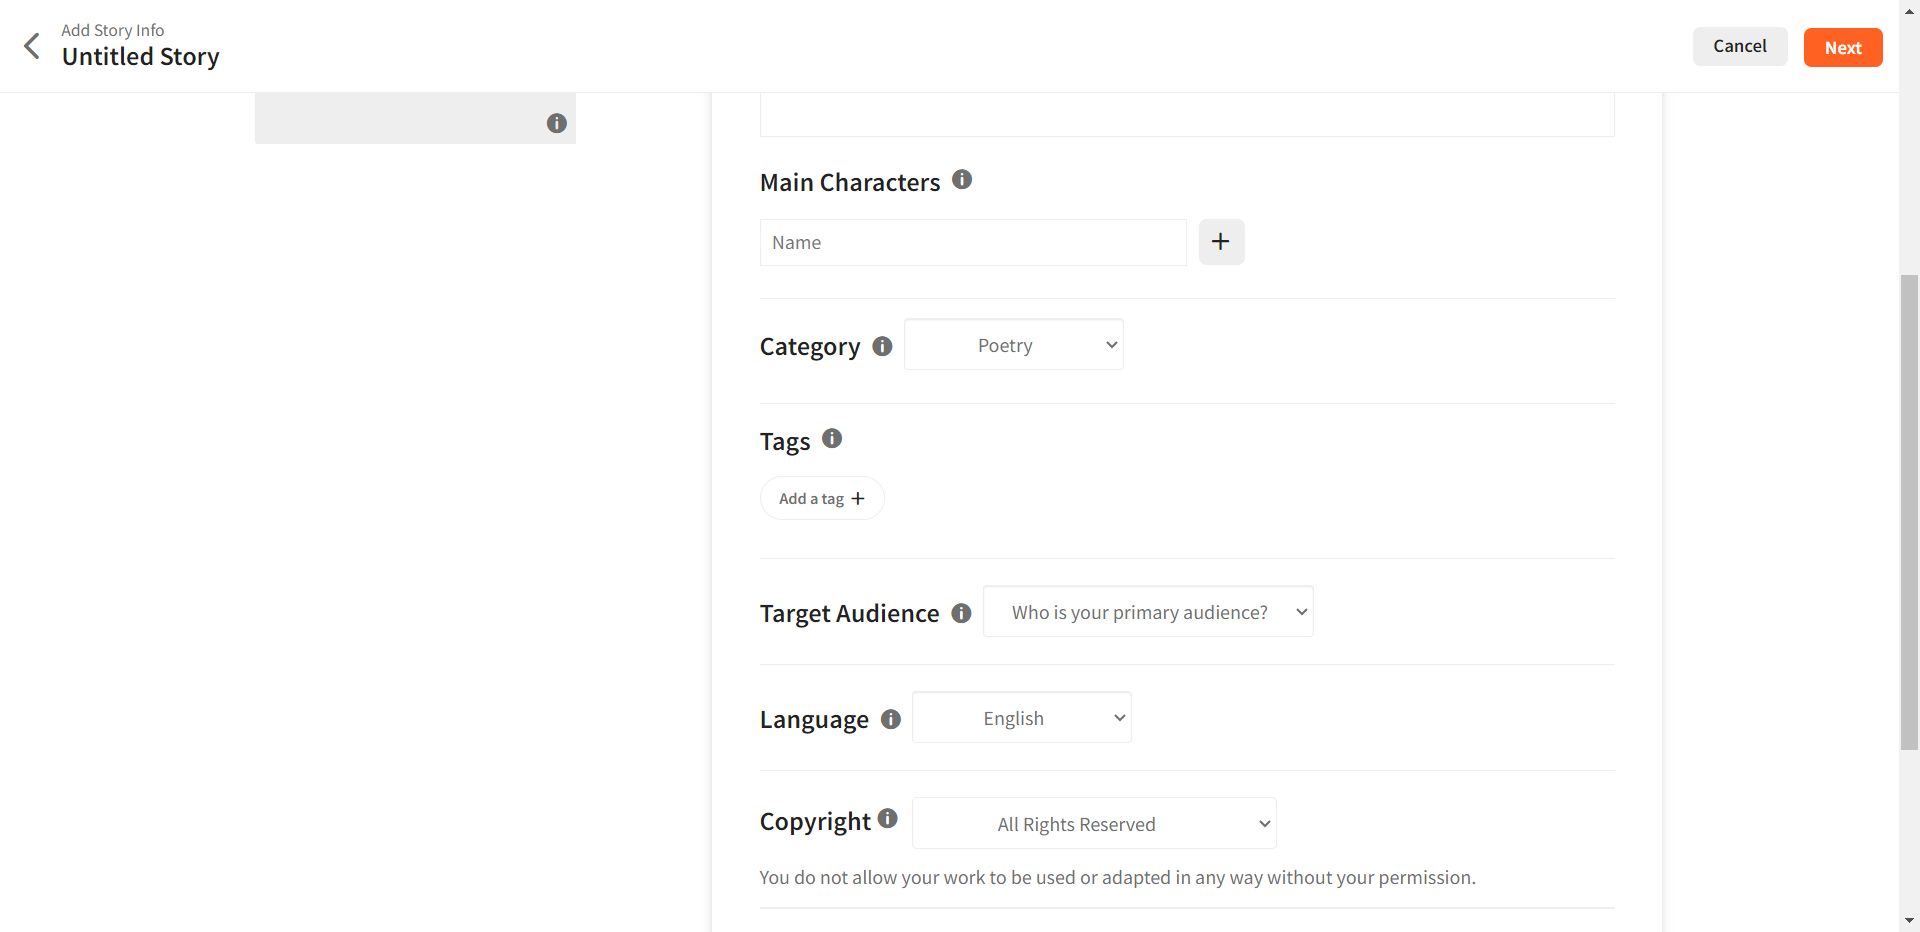 Add Story Info
Untitled Story
Cancel
Next
Main Characters
Name
Category
Poetry
Tags
Add a tag +
Target Audience
Who is your primary audience?
Language
English
Copyright
All Rights Reserved
You do not allow your work to be used or adapted in any way without your permission.